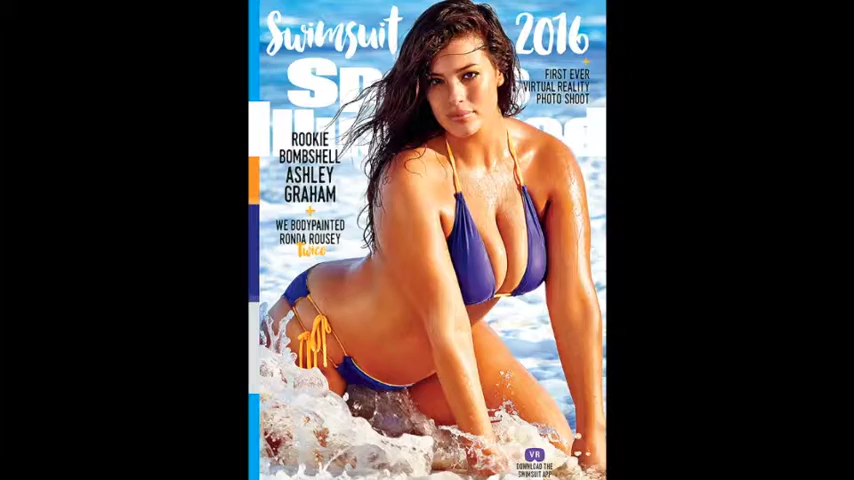 Swimsuit 2016
Sp s
FIRST EVER
VIRTUAL REALITY
PHOTO SHOOT
ROOKIE
BOMBSHELL
ASHLEY
GRAHAM
+
WE BODYPAINTED
RONDA ROUSEY
Twice
VR
DOWNLOAD THE
SWIMSUIT APP